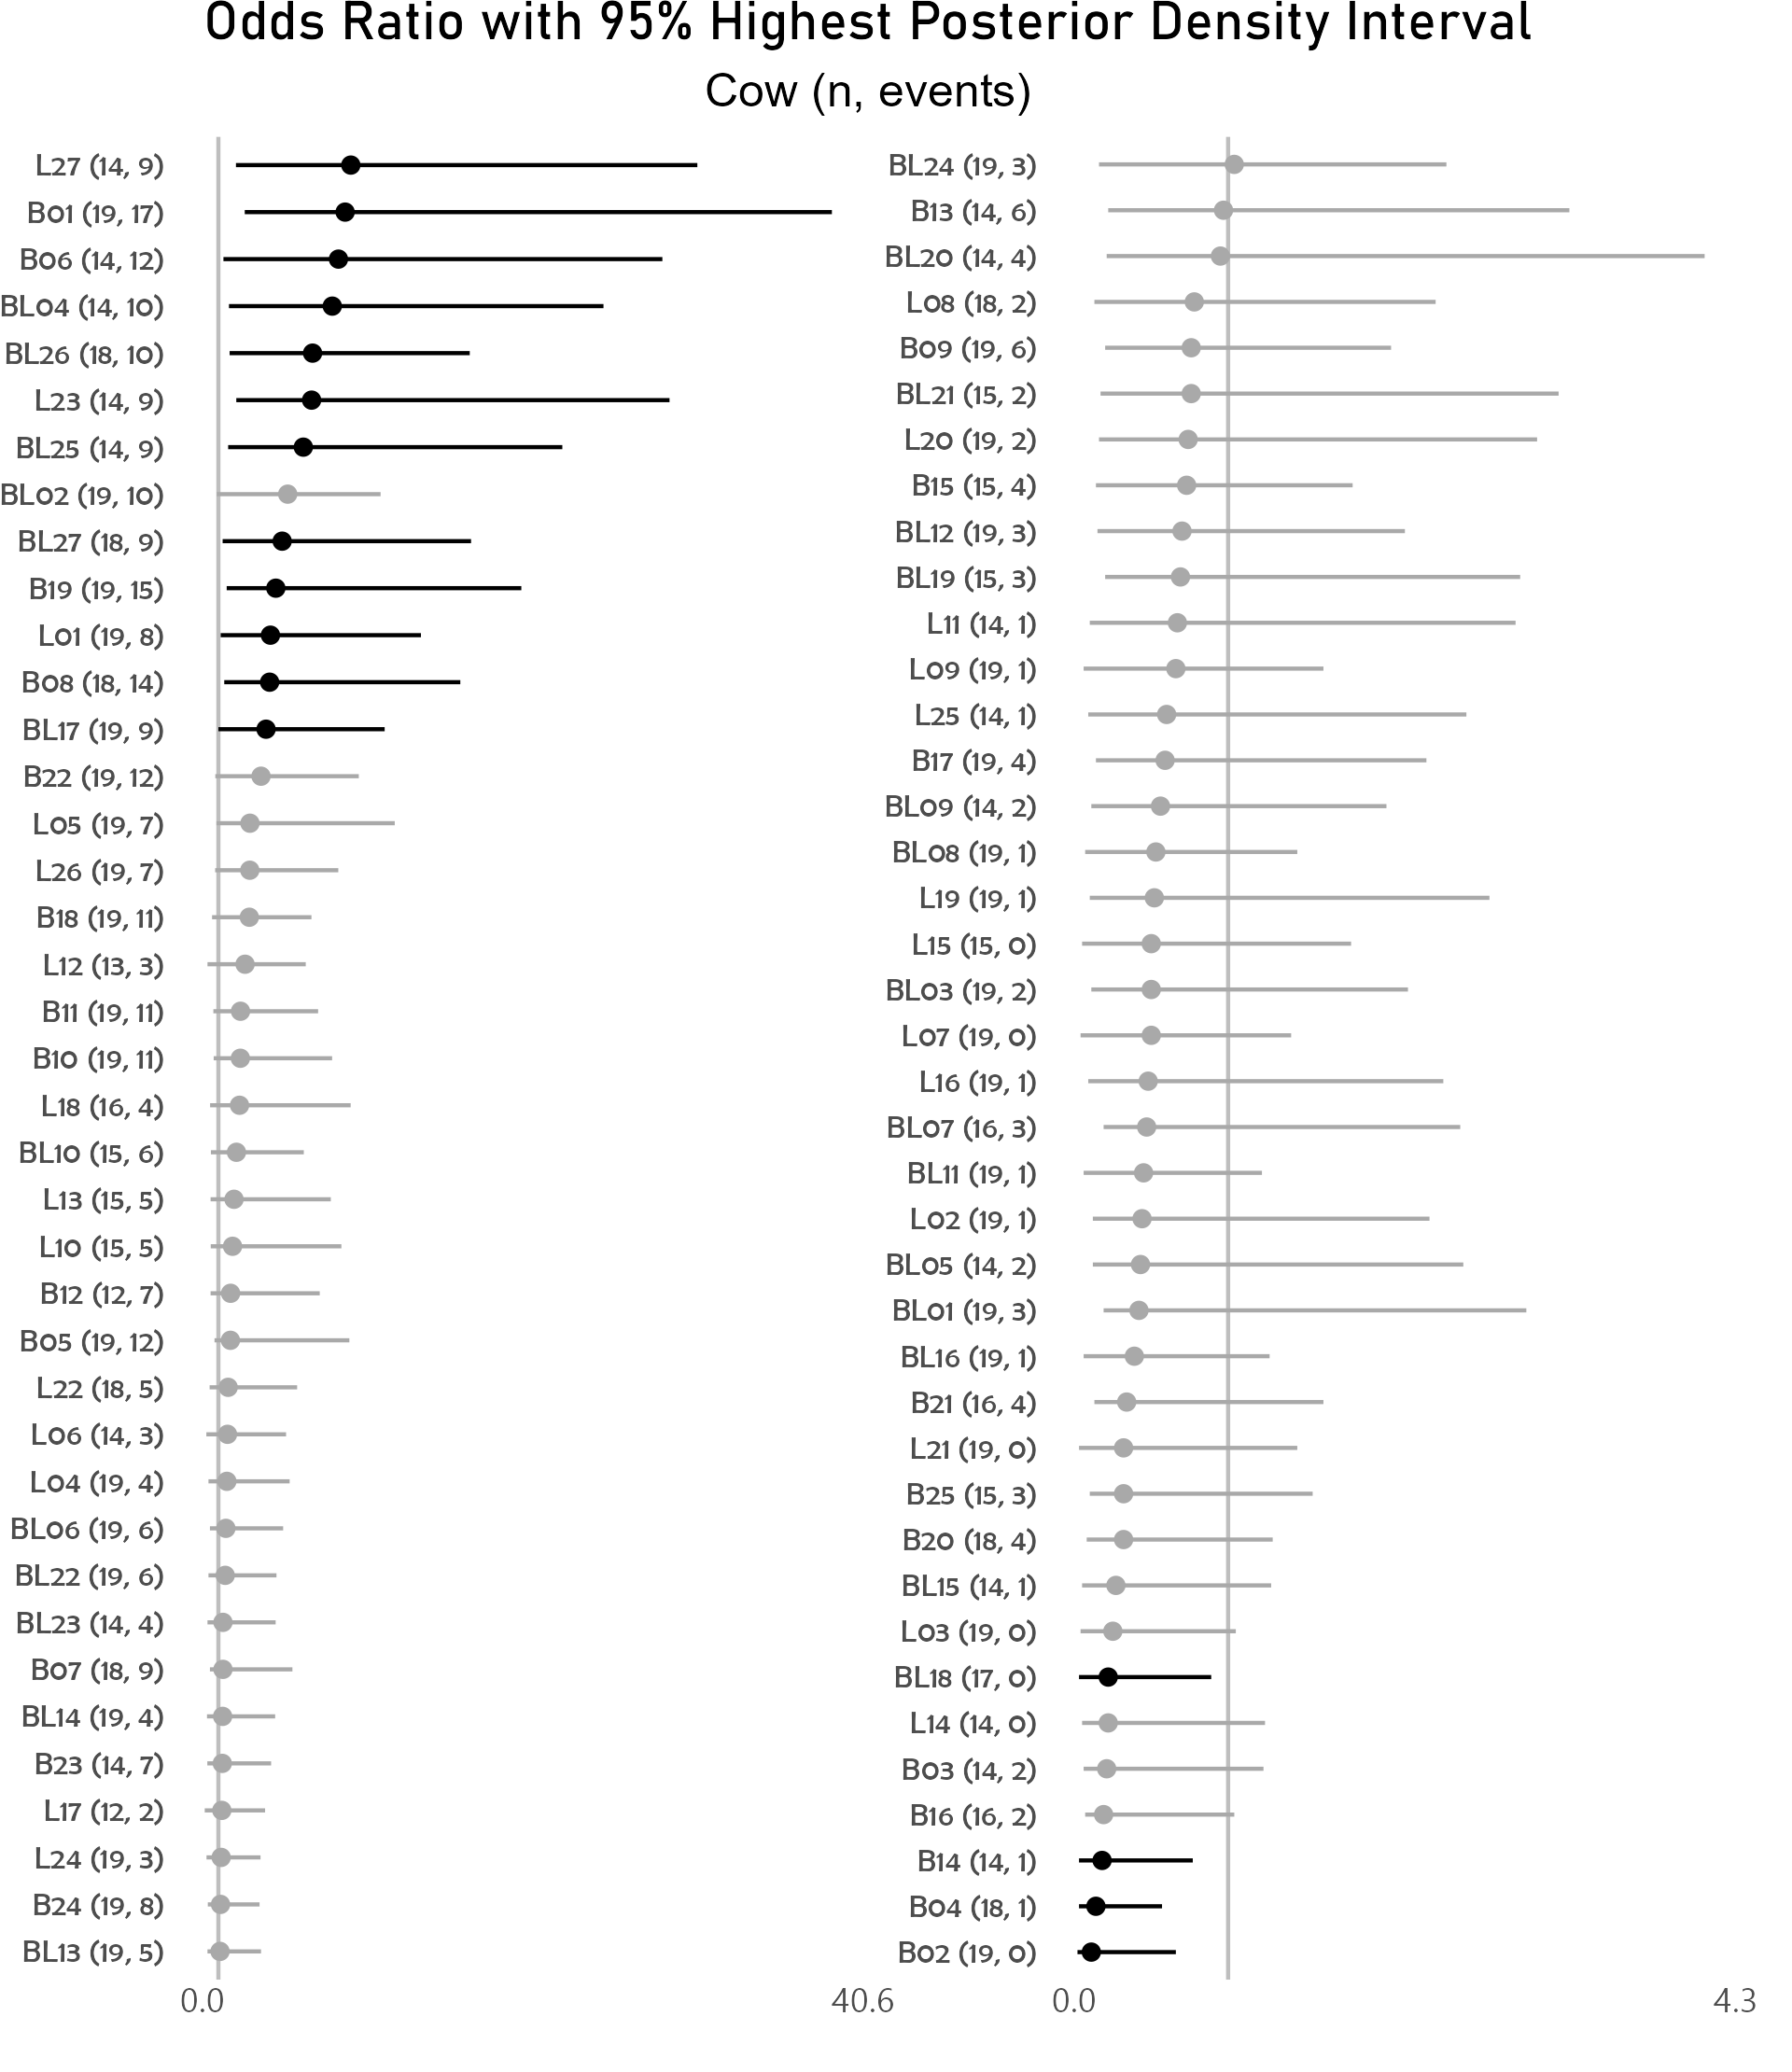 Odds Ratio with 95% Highest Posterior Density Interval
Cow (n, events)
L27 (14, 9)
B01 (19, 17)
B06 (14, 12)
BL04 (14, 10)
BL26 (18, 10)
L23 (14, 9)
BL25 (14, 9)
BL02 (19, 10)
BL27 (18, 9)
B19 (19, 15)
L01 (19, 8)
B08 (18, 14)
BL17 (19, 9)
B22 (19, 12)
L05 (19, 7)
L26 (19, 7)
B18 (19, 11)
L12 (13, 3)
B11 (19, 11)
B10 (19, 11)
L18 (16, 4)
BL10 (15, 6)
L13 (15, 5)
L10 (15, 5)
B12 (12, 7)
B05 (19, 12)
L22 (18, 5)
L06 (14, 3)
L04 (19, 4)
BL06 (19, 6)
BL22 (19, 6)
BL23 (14, 4)
B07 (18, 9)
BL14 (19, 4)
B23 (14, 7)
L17 (12, 2)
L24 (19, 3)
B24 (19, 8)
BL13 (19, 5)
0.0 40.6
BL24 (19, 3)
B13 (14, 6)
BL20 (14, 4)
L08 (18, 2)
B09 (19, 6)
BL21 (15, 2)
L20 (19, 2)
B15 (15, 4)
BL12 (19, 3)
BL19 (15, 3)
L11 (14, 1)
L09 (19, 1)
L25 (14, 1)
B17 (19, 4)
BL09 (14, 2)
BL08 (19, 1)
L19 (19, 1)
L15 (15, 0)
BL03 (19, 2)
L07 (19, 0)
L16 (19, 1)
BL07 (16, 3)
BL11 (19, 1)
L02 (19, 1)
BL05 (14, 2)
BL01 (19, 3)
BL16 (19, 1)
B21 (16, 4)
L21 (19, 0)
B25 (15, 3)
B20 (18, 4)
BL15 (14, 1)
L03 (19, 0)
BL18 (17, 0)
L14 (14, 0)
B03 (14, 2)
B16 (16, 2)
B14 (14, 1)
B04 (18, 1)
B02 (19, 0)
0.0 4.3